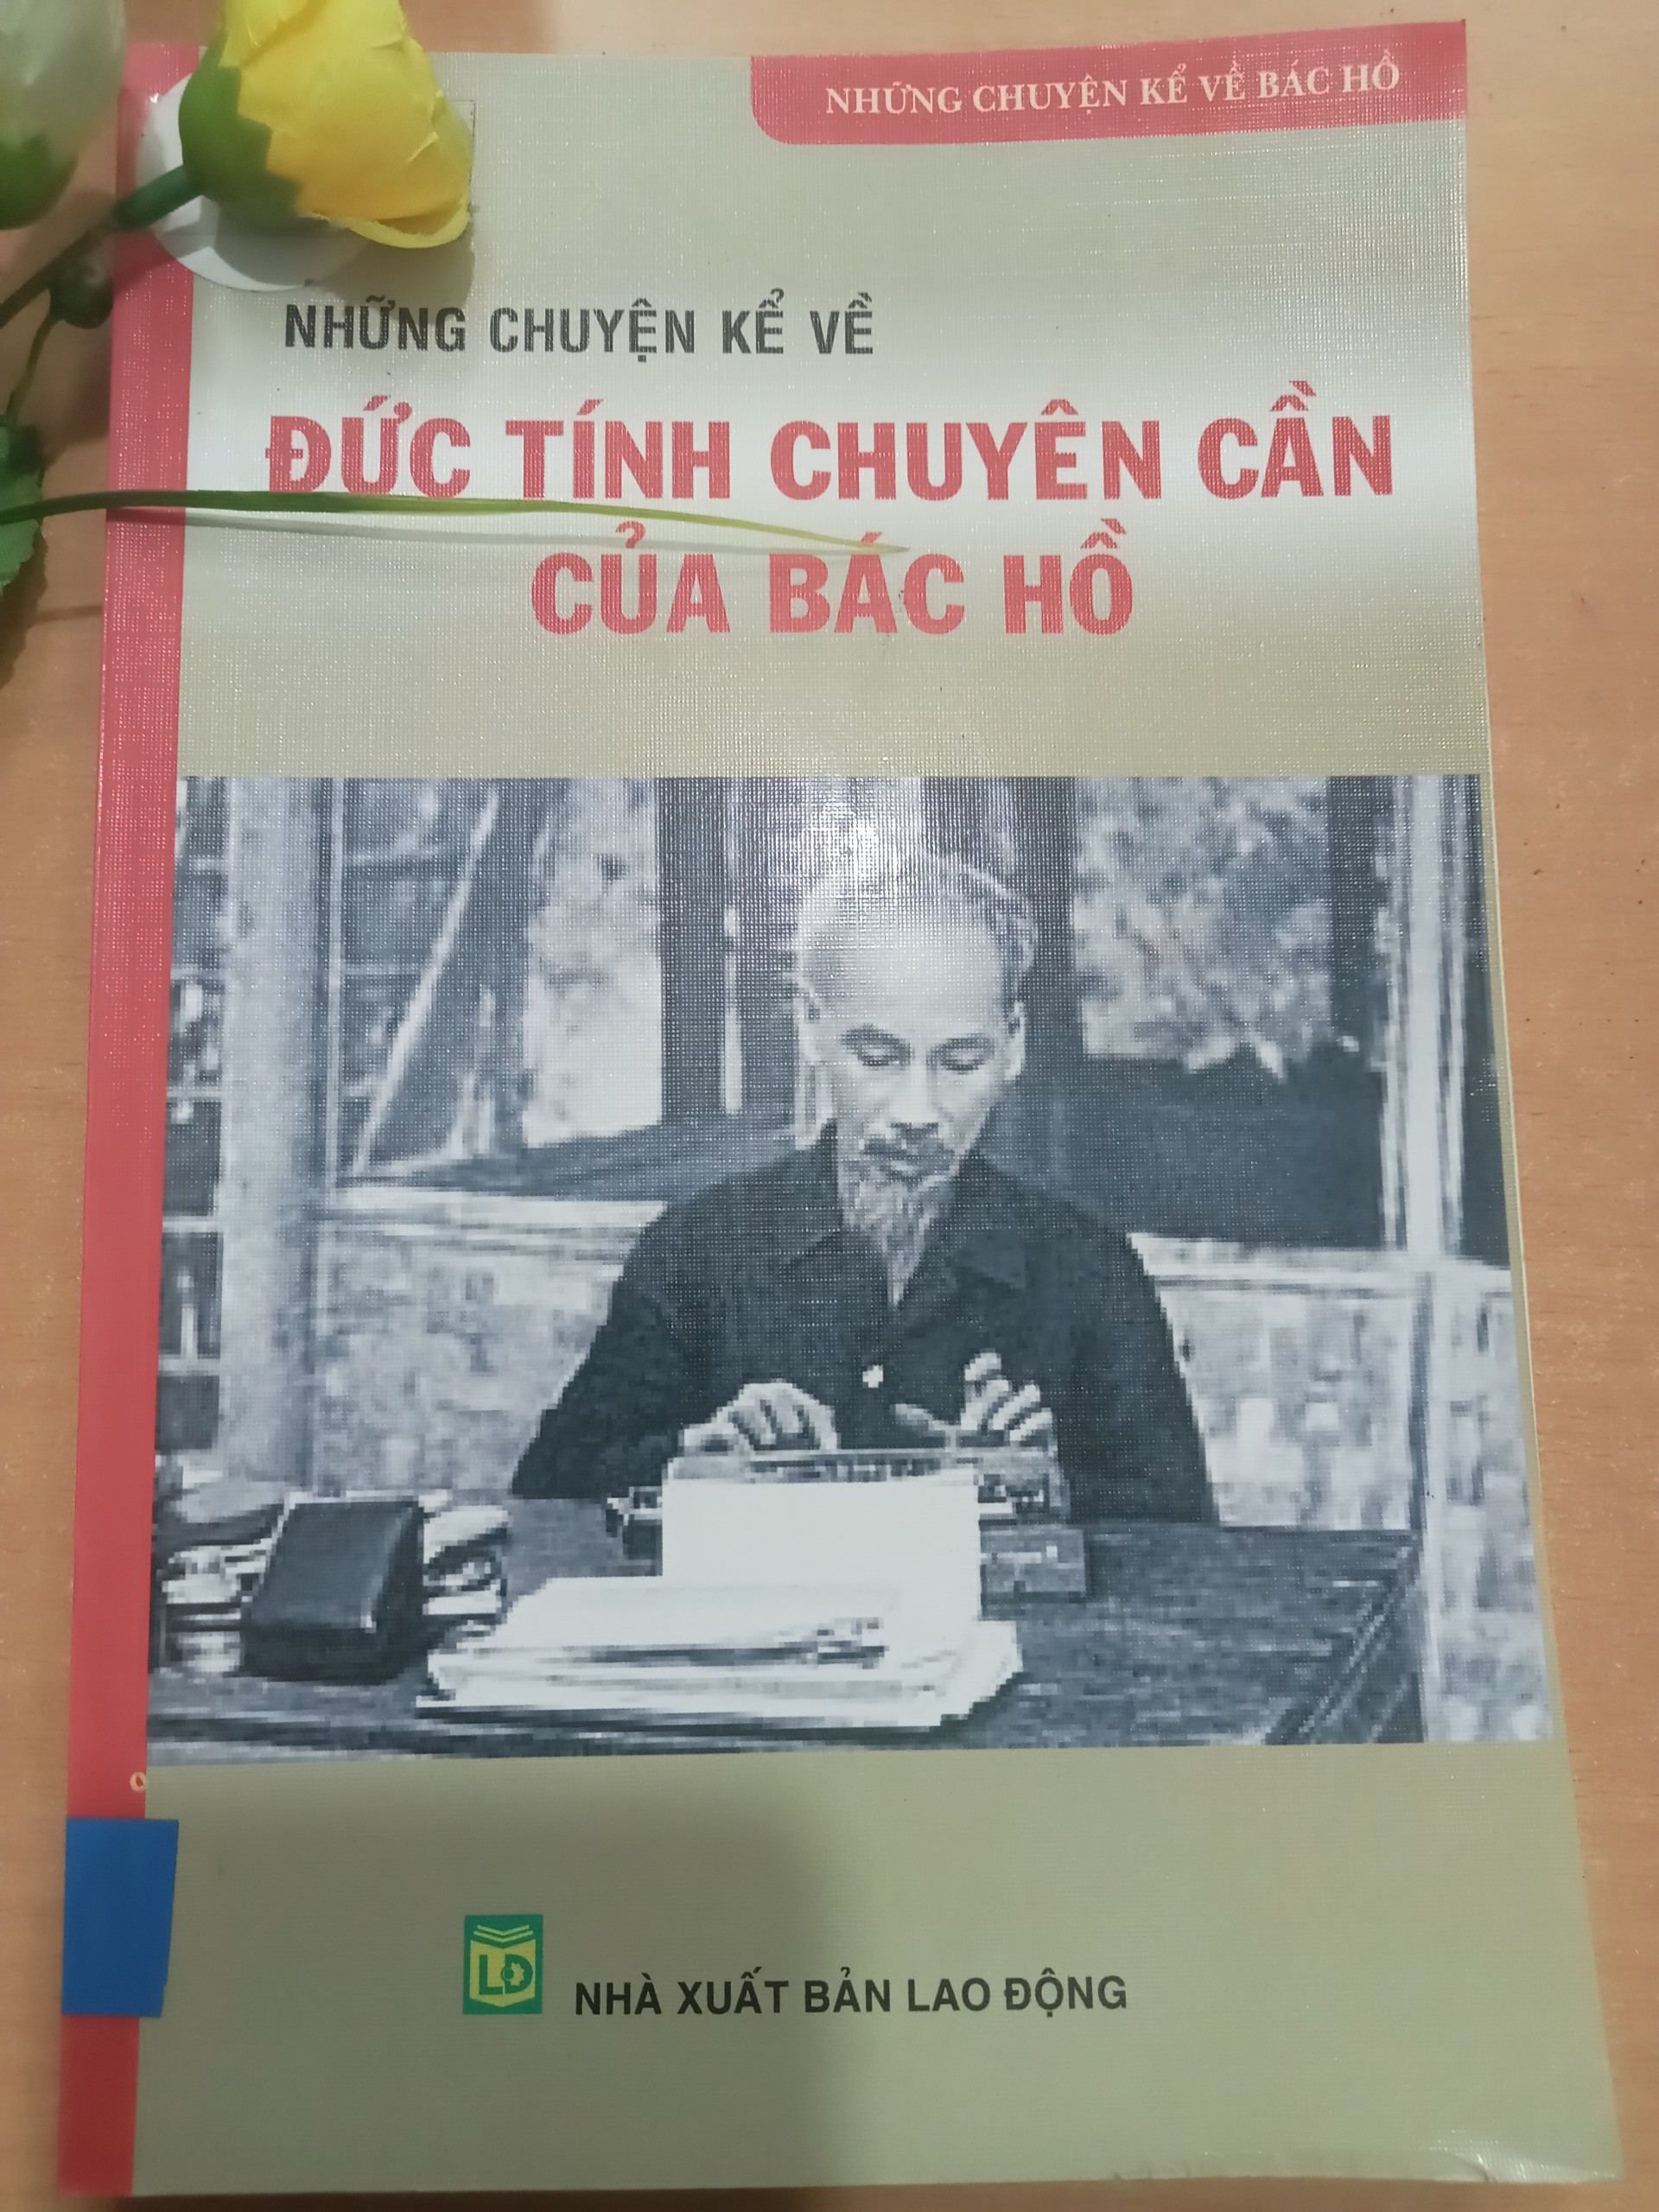 NHỮNG CHUYỆN KỂ VỀ BÁC HỒ
NHỮNG CHUYỆN KỂ VỀ
ĐỨC TÍNH CHUYÊN CẦN
CỦA BÁC HỒ
LĐ
NHÀ XUẤT BẢN LAO ĐỘNG